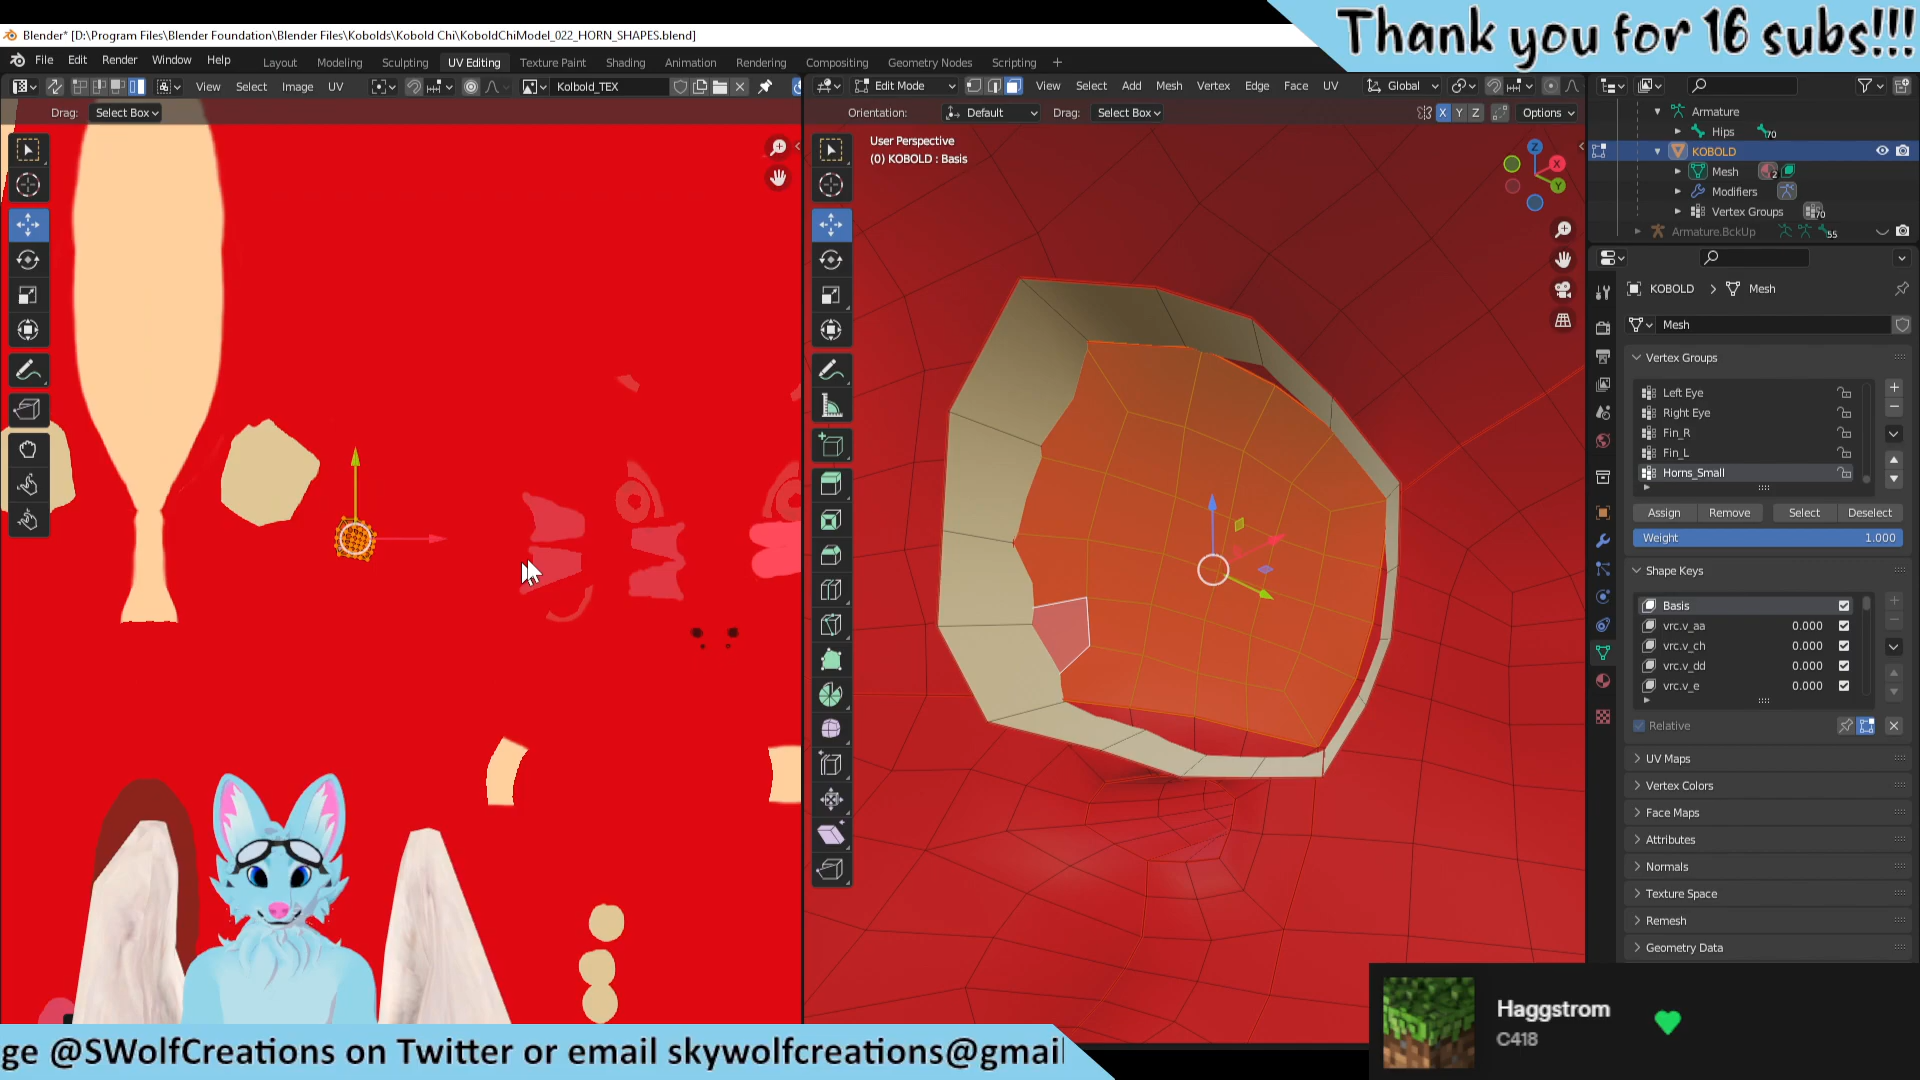 Thank you for 16 subs!!!
Blender* [D:\Program Files\Blender Foundation\Blender Files\Kobolds\Kobold Chi\KoboldChiModel_022_HORN_SHAPES.blend]
File Edit Render Window Help Layout Modeling Sculpting UV Editing Texture Paint Shading Animation Rendering Compositing Geometry Nodes Scripting +
View Select Image UV Kolbold_TEX
Edit Mode View Select Add Mesh Vertex Edge Face UV Global
Drag: Select Box
Orientation: Default Drag: Select Box X Y Z Options
User Perspective
(0) KOBOLD : Basis
Z
X
Y
Armature
Hips 70
KOBOLD
Mesh 2
Modifiers
Vertex Groups 70
Armature.BckUp 55
KOBOLD > Mesh
Mesh
Vertex Groups
Left Eye
Right Eye
Fin_R
Fin_L
Horns_Small
Assign Remove Select Deselect
Weight 1.000
Shape Keys
Basis
vrc.v_aa 0.000
vrc.v_ch 0.000
vrc.v_dd 0.000
vrc.v_e 0.000
Relative
UV Maps
Vertex Colors
Face Maps
Attributes
Normals
Texture Space
Remesh
Geometry Data
Haggstrom
C418
ge @SWolfCreations on Twitter or email skywolfcreations@gmail